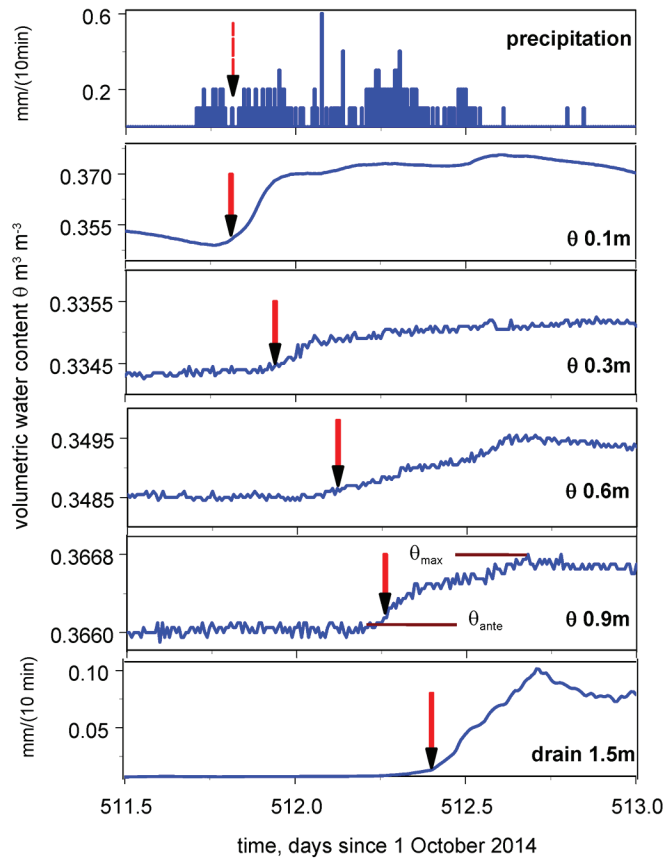 0.6
0.2
mm/(10min)
precipitation
0.370
0.355
θ 0.1m
0.3355
0.3345
θ 0.3m
volumetric water content θ m³ m⁻³
0.3495
0.3485
θ 0.6m
0.3668
0.3660
θmax
θante
θ 0.9m
mm/(10 min)
0.10
0.05
drain 1.5m
511.5 512.0 512.5 513.0
time, days since 1 October 2014